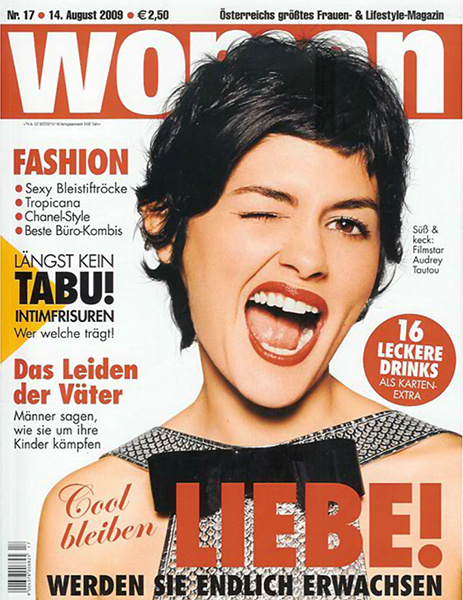 Nr. 17 • 14. August 2009 • €2,50
Österreichs größtes Frauen- & Lifestyle-Magazin
woman
FASHION
• Sexy Bleistiftröcke
• Tropicana
• Chanel-Style
• Beste Büro-Kombis
Süß &
keck:
Filmstar
Audrey
Tautou
LÄNGST KEIN
TABU!
INTIMFRISUREN
Wer welche trägt!
16
LECKERE
DRINKS
ALS KARTEN-
EXTRA
Das Leiden
der Väter
Männer sagen,
wie sie um ihre
Kinder kämpfen
Cool
bleiben
LIEBE!
WERDEN SIE ENDLICH ERWACHSEN